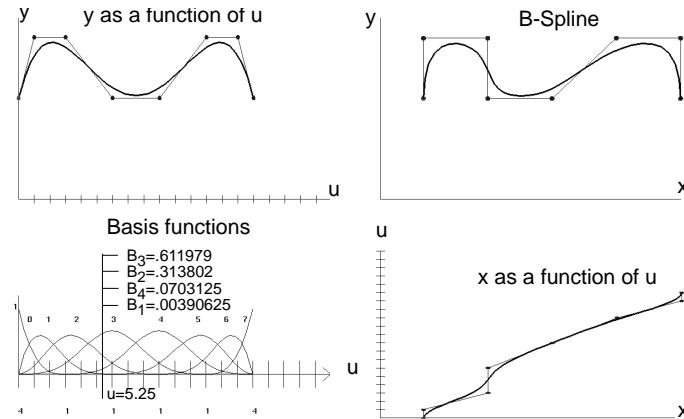 y
y as a function of u
u
y
B-Spline
x
Basis functions
B3=.611979
B2=.313802
B4=.0703125
B1=.00390625
1
0 1 2 3 4 5 6 7
u=5.25
4 1 1 1 1 4
u
u
x as a function of u
x